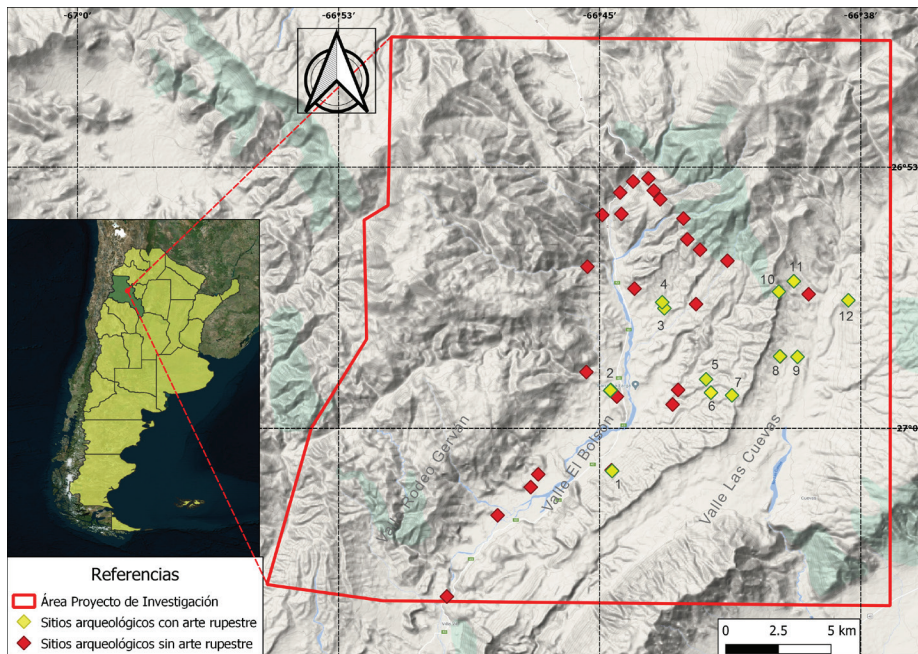 -67°0'
-66°53'
-66°45'
-66°38'
26°53'
11
10
4
12
3
5
8
9
2
7
6
27°0'
Valle El Bolsón
Valle Las Cuevas
1
Referencias
Área Proyecto de Investigación
Sitios arqueológicos con arte rupestre
Sitios arqueológicos sin arte rupestre
0 2.5 5 km